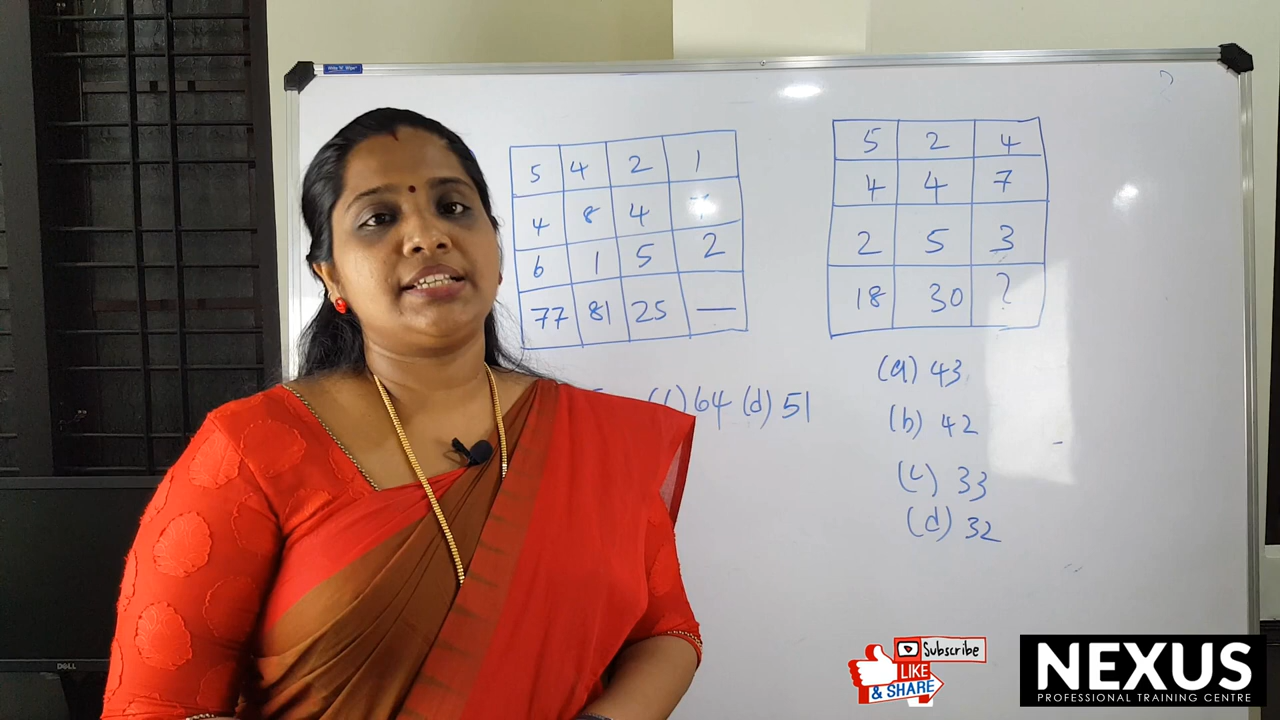 5 4 2 1
4 8 4 ?
6 1 5 2
77 81 25 —
64 (d) 51
5 2 4
4 4 7
2 5 3
18 30 ?
(a) 43
(b) 42
(c) 33
(d) 32
DELL
Subscribe
LIKE
& SHARE
NEXUS
PROFESSIONAL TRAINING CENTRE